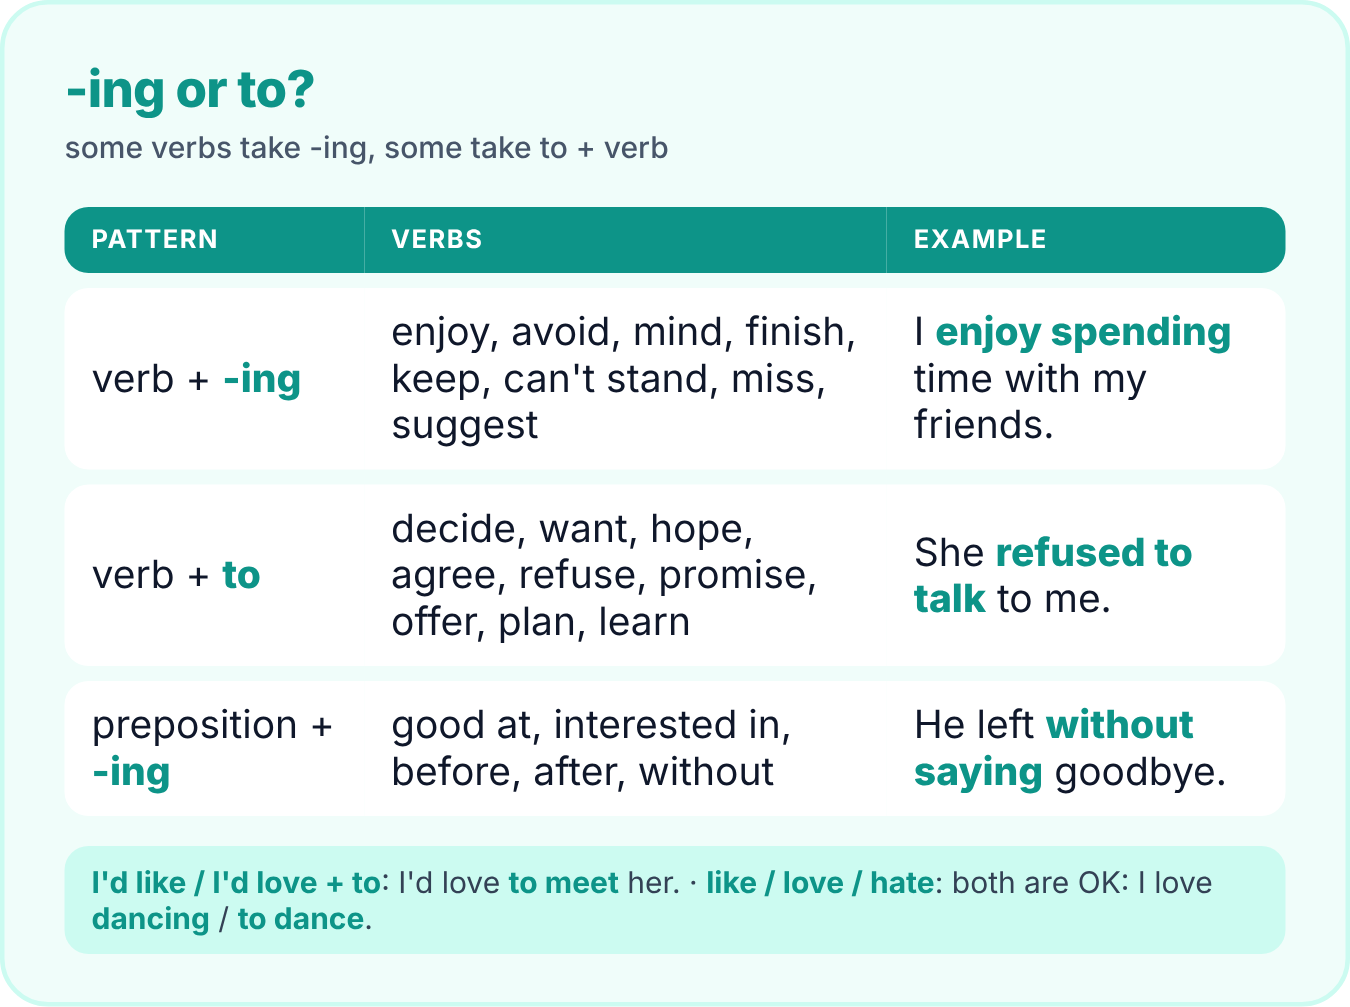 -ing or to?
some verbs take -ing, some take to + verb
PATTERN VERBS EXAMPLE
verb + -ing
enjoy, avoid, mind, finish,
keep, can't stand, miss,
suggest
I enjoy spending
time with my
friends.
verb + to
decide, want, hope,
agree, refuse, promise,
offer, plan, learn
She refused to
talk to me.
preposition +
-ing
good at, interested in,
before, after, without
He left without
saying goodbye.
I'd like / I'd love + to: I'd love to meet her. · like / love / hate: both are OK: I love
dancing / to dance.